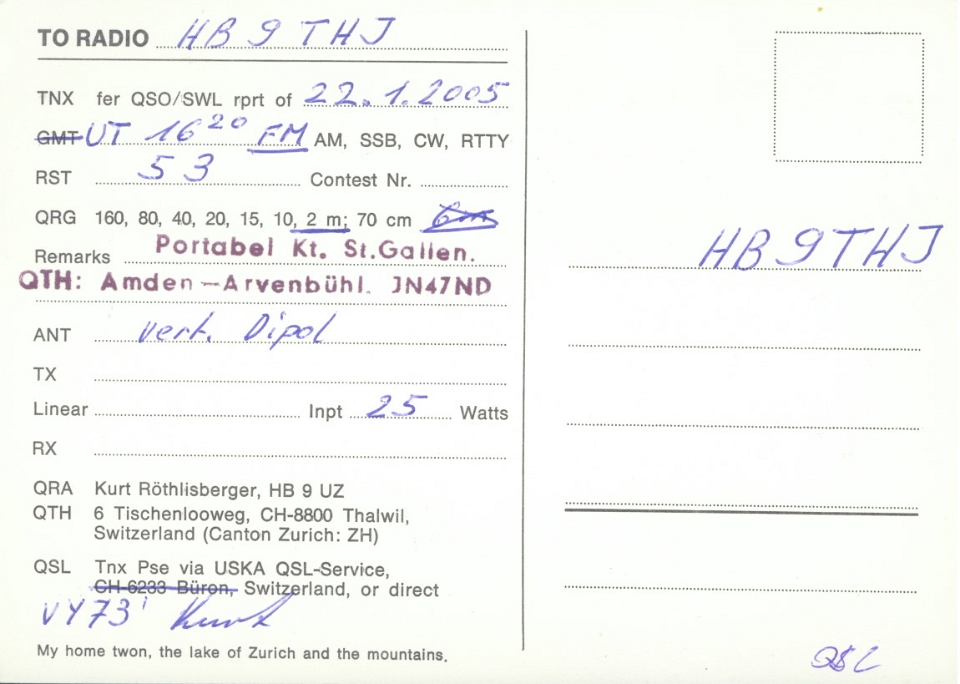 TO RADIO HB9THJ
TNX fer QSO/SWL rprt of 22.1.2005
GMT UT 16²⁰ FM AM, SSB, CW, RTTY
RST 53 Contest Nr.
QRG 160, 80, 40, 20, 15, 10, 2 m; 70 cm
Remarks Portabel Kt. St.Gallen.
QTH: Amden-Arvenbühl. JN47ND
ANT vert. Dipol
TX
Linear Inpt 25 Watts
RX
QRA Kurt Röthlisberger, HB 9 UZ
QTH 6 Tischenlooweg, CH-8800 Thalwil,
Switzerland (Canton Zurich: ZH)
QSL Tnx Pse via USKA QSL-Service,
CH-6233 Büron, Switzerland, or direct
VY73' Kurt
My home twon, the lake of Zurich and the mountains.
HB9THJ
QSL